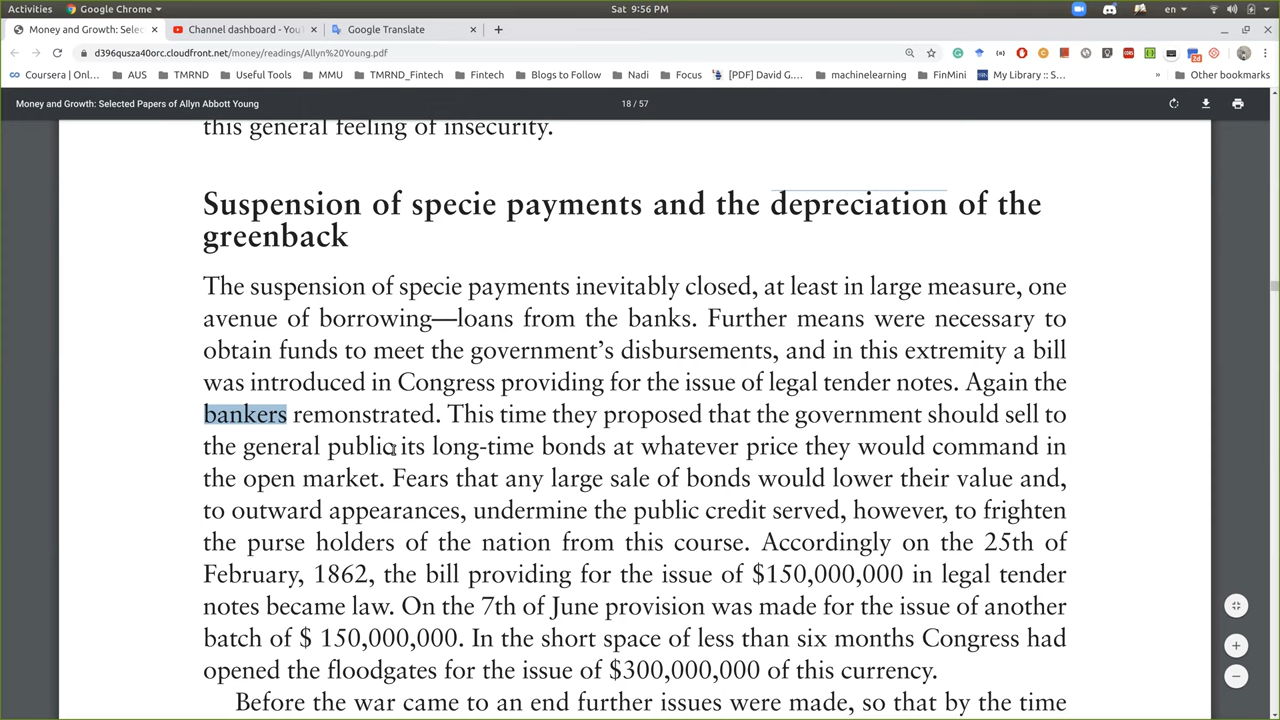 Activities
Google Chrome
Sat 9:56 PM
en
Money and Growth: Selec
Channel dashboard - You
Google Translate
d396qusza40orc.cloudfront.net/money/readings/Allyn%20Young.pdf
Coursera | Onl...
AUS
TMRND
Useful Tools
MMU
TMRND_Fintech
Fintech
Blogs to Follow
Nadi
Focus
[PDF] David G....
machinelearning
FinMini
My Library :: S...
»
Other bookmarks
Money and Growth: Selected Papers of Allyn Abbott Young
18 / 57
this general feeling of insecurity.
Suspension of specie payments and the depreciation of the
greenback
The suspension of specie payments inevitably closed, at least in large measure, one
avenue of borrowing—loans from the banks. Further means were necessary to
obtain funds to meet the government’s disbursements, and in this extremity a bill
was introduced in Congress providing for the issue of legal tender notes. Again the
bankers remonstrated. This time they proposed that the government should sell to
the general public its long-time bonds at whatever price they would command in
the open market. Fears that any large sale of bonds would lower their value and,
to outward appearances, undermine the public credit served, however, to frighten
the purse holders of the nation from this course. Accordingly on the 25th of
February, 1862, the bill providing for the issue of $150,000,000 in legal tender
notes became law. On the 7th of June provision was made for the issue of another
batch of $ 150,000,000. In the short space of less than six months Congress had
opened the floodgates for the issue of $300,000,000 of this currency.
Before the war came to an end further issues were made, so that by the time